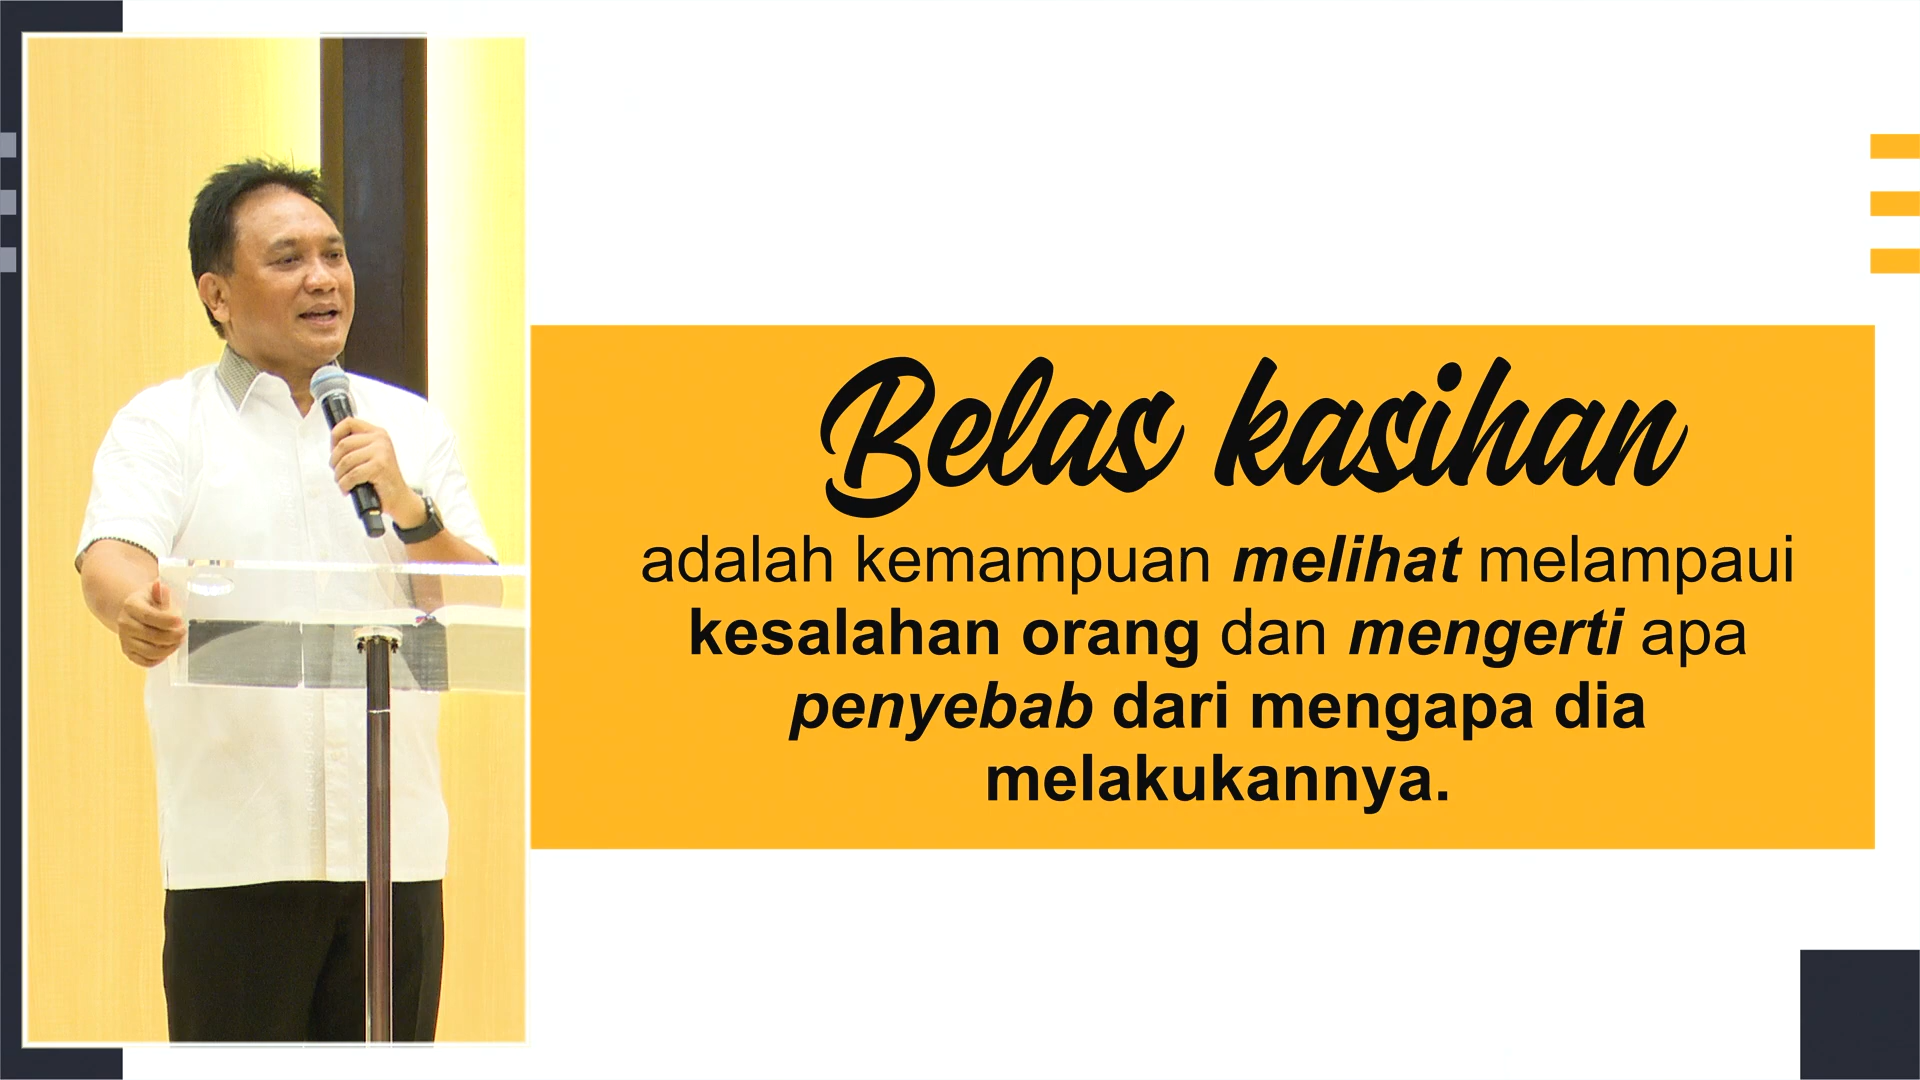 Belas kasihan
adalah kemampuan melihat melampaui
kesalahan orang dan mengerti apa
penyebab dari mengapa dia
melakukannya.